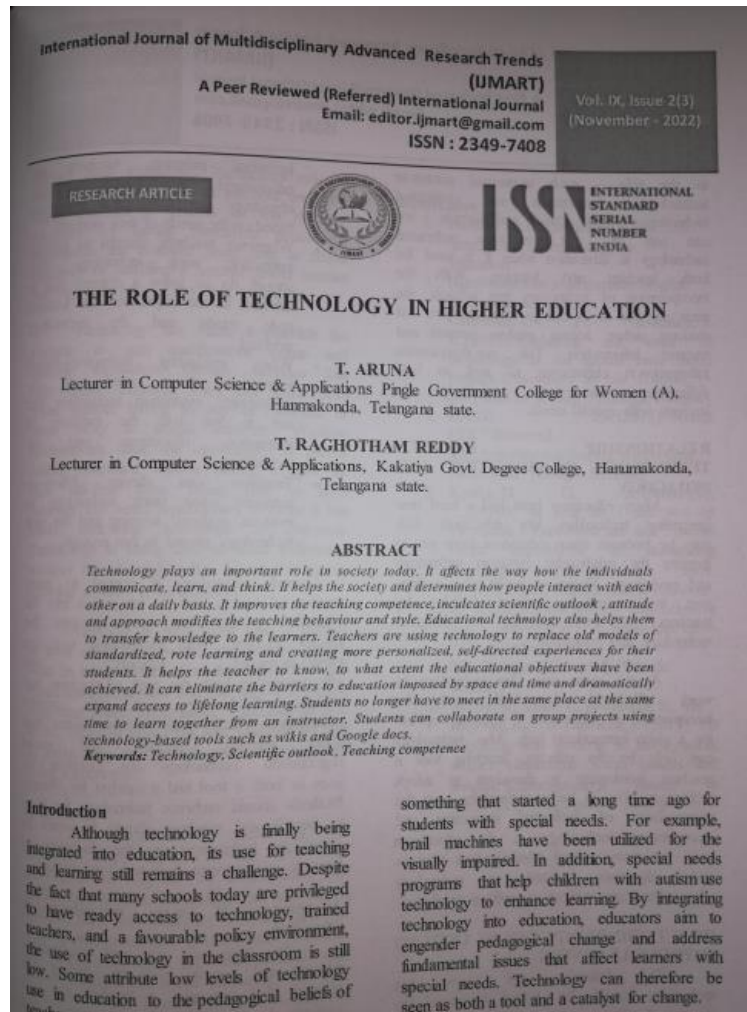 International Journal of Multidisciplinary Advanced Research Trends
(IJMART)
A Peer Reviewed (Referred) International Journal
Email: editor.ijmart@gmail.com
ISSN : 2349-7408
Vol. IX, Issue 2(3)
(November - 2022)
RESEARCH ARTICLE
ISSN
INTERNATIONAL
STANDARD
SERIAL
NUMBER
INDIA
THE ROLE OF TECHNOLOGY IN HIGHER EDUCATION
T. ARUNA
Lecturer in Computer Science & Applications Pingle Government College for Women (A),
Hanmakonda, Telangana state.
T. RAGHOTHAM REDDY
Lecturer in Computer Science & Applications, Kakatiya Govt. Degree College, Hanumakonda,
Telangana state.
ABSTRACT
Technology plays an important role in society today. It affects the way how the individuals
communicate, learn, and think. It helps the society and determines how people interact with each
other on a daily basis. It improves the teaching competence, inculcates scientific outlook , attitude
and approach modifies the teaching behaviour and style. Educational technology also helps them
to transfer knowledge to the learners. Teachers are using technology to replace old models of
standardized, rote learning and creating more personalized, self-directed experiences for their
students. It helps the teacher to know, to what extent the educational objectives have been
achieved. It can eliminate the barriers to education imposed by space and time and dramatically
expand access to lifelong learning. Students no longer have to meet in the same place at the same
time to learn together from an instructor. Students can collaborate on group projects using
technology-based tools such as wikis and Google docs.
Keywords: Technology, Scientific outlook, Teaching competence
Introduction
Although technology is finally being
integrated into education, its use for teaching
and learning still remains a challenge. Despite
the fact that many schools today are privileged
to have ready access to technology, trained
teachers, and a favourable policy environment,
the use of technology in the classroom is still
low. Some attribute low levels of technology
use in education to the pedagogical beliefs of
something that started a long time ago for
students with special needs. For example,
brail machines have been utilized for the
visually impaired. In addition, special needs
programs that help children with autism use
technology to enhance learning. By integrating
technology into education, educators aim to
engender pedagogical change and address
fundamental issues that affect learners with
special needs. Technology can therefore be
seen as both a tool and a catalyst for change.